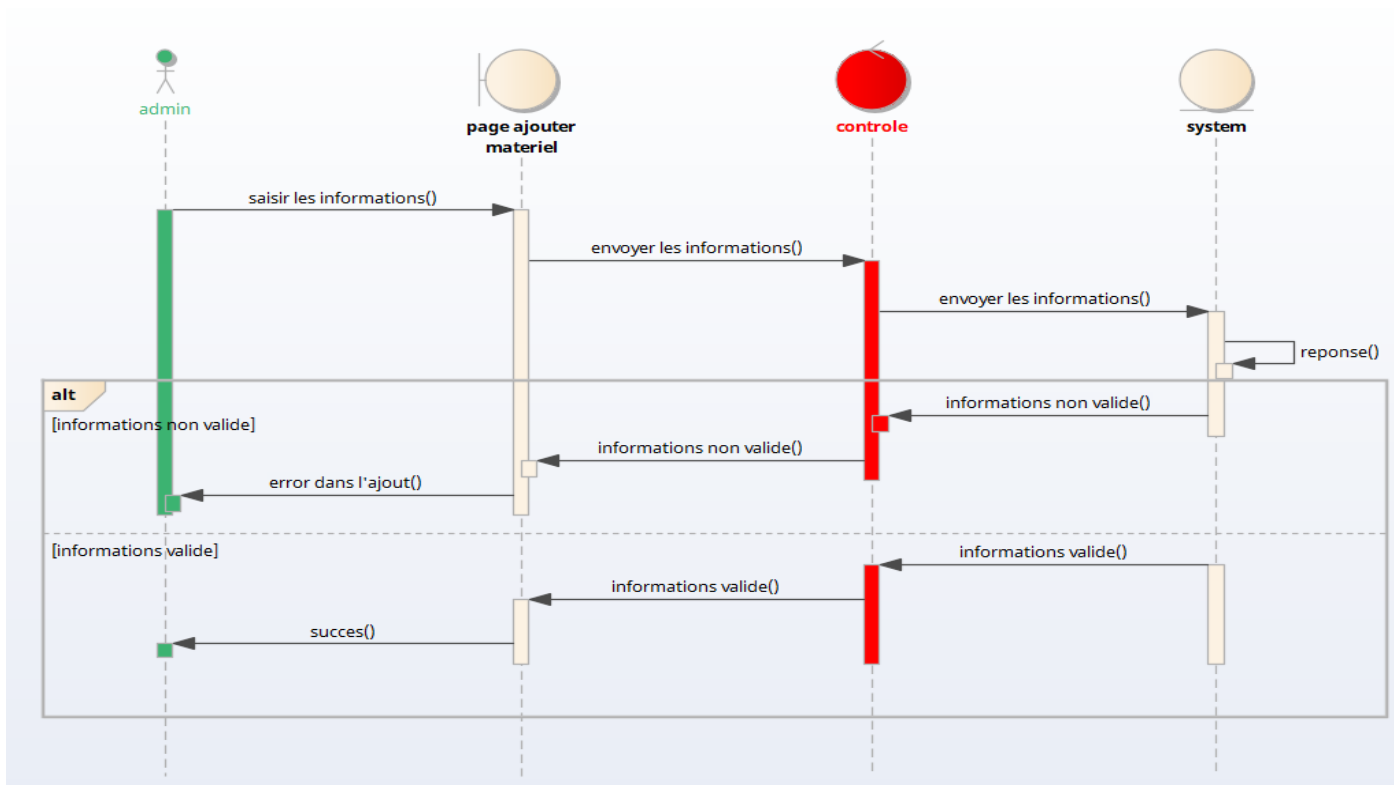 admin
page ajouter
materiel
controle
system
saisir les informations()
envoyer les informations()
envoyer les informations()
reponse()
alt
informations non valide()
[informations non valide]
informations non valide()
error dans l'ajout()
[informations valide]
informations valide()
informations valide()
succes()